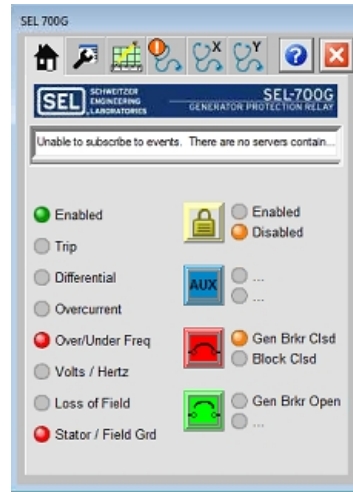 SEL 700G
X
Y
?
SEL SCHWEITZER ENGINEERING LABORATORIES
SEL-700G
GENERATOR PROTECTION RELAY
Unable to subscribe to events. There are no servers contain...
Enabled
Trip
Differential
Overcurrent
Over/Under Freq
Volts / Hertz
Loss of Field
Stator / Field Grd
Enabled
Disabled
AUX
...
...
Gen Brkr Clsd
Block Clsd
Gen Brkr Open
...